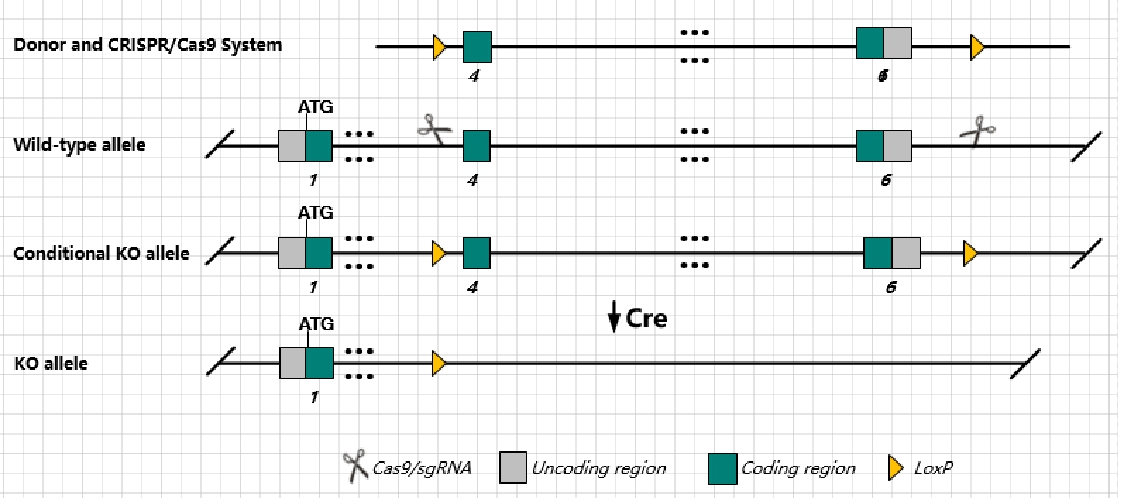 Donor and CRISPR/Cas9 System
4
ATG
Wild-type allele
1
4
6
ATG
Conditional KO allele
1
4
6
Cre
ATG
KO allele
1
Cas9/sgRNA
Uncoding region
Coding region
LoxP